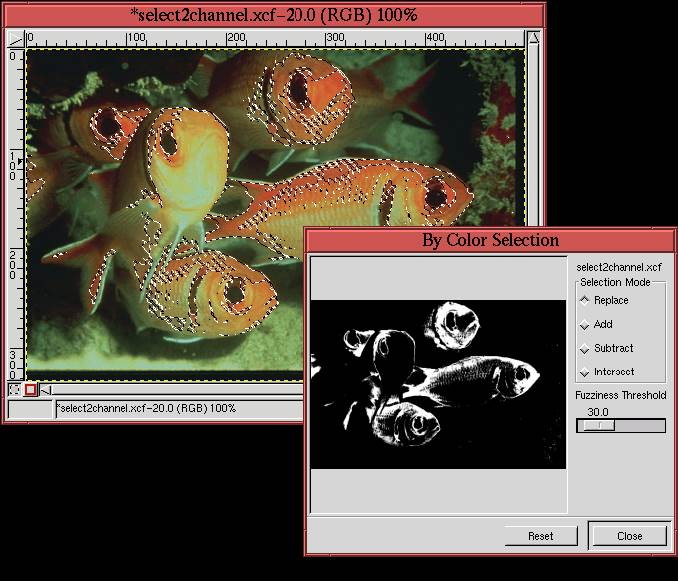 *select2channel.xcf-20.0 (RGB) 100%
0 100 200 300 400
0
100
200
300
*select2channel.xcf-20.0 (RGB) 100%
By Color Selection
select2channel.xcf
Selection Mode
Replace
Add
Subtract
Intersect
Fuzziness Threshold
30.0
Reset
Close